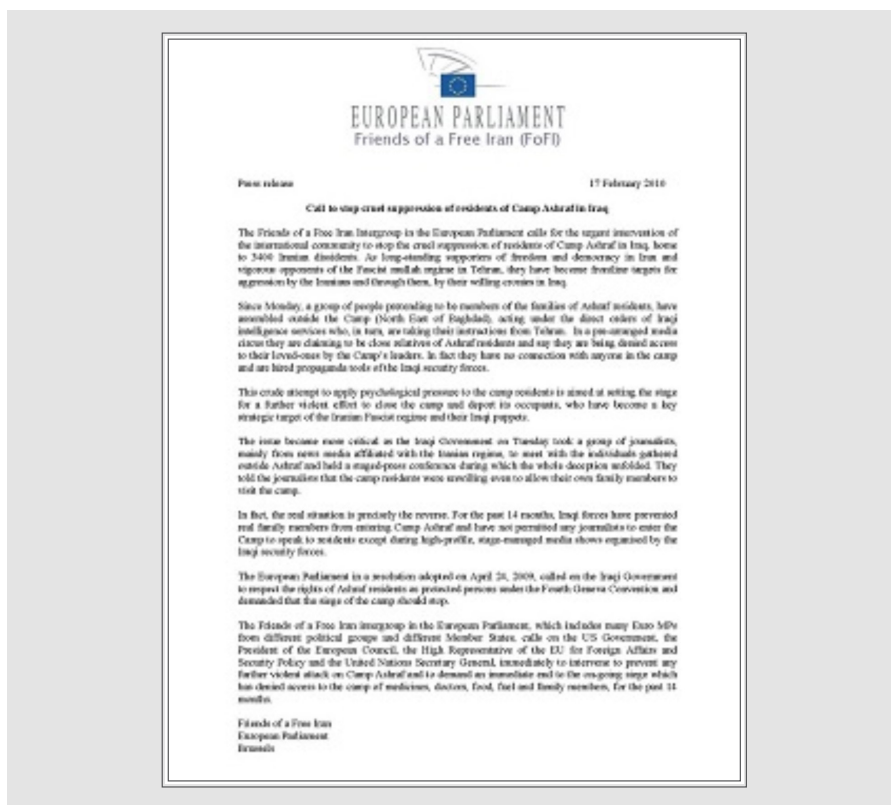 EUROPEAN PARLIAMENT
Friends of a Free Iran (FoFI)
Press release 17 February 2010
Call to stop cruel suppression of residents of Camp Ashraf in Iraq
The Friends of a Free Iran Intergroup in the European Parliament calls for the urgent intervention of
the international community to stop the cruel suppression of residents of Camp Ashraf in Iraq, home
to 3400 Iranian dissidents. As long-standing supporters of freedom and democracy in Iran and
vigorous opponents of the Fascist mullah regime in Tehran, they have become frontline targets for
aggression by the Iranians and through them, by their willing cronies in Iraq.
Since Monday, a group of people pretending to be members of the families of Ashraf residents, have
assembled outside the Camp (North East of Baghdad), acting under the direct orders of Iraqi
intelligence services who, in turn, are taking their instructions from Tehran. In a pre-arranged media
circus they are claiming to be close relatives of Ashraf residents and say they are being denied access
to their loved-ones by the Camp's leaders. In fact they have no connection with anyone in the camp
and are hired propaganda tools of the Iraqi security forces.
This crude attempt to apply psychological pressure to the camp residents is aimed at setting the stage
for a further violent effort to close the camp and deport its occupants, who have become a key
strategic target of the Iranian Fascist regime and their Iraqi puppets.
The issue became more critical as the Iraqi Government on Tuesday took a group of journalists,
mainly from news media affiliated with the Iranian regime, to meet with the individuals gathered
outside Ashraf and held a staged-press conference during which the whole deception unfolded. They
told the journalists that the camp residents were unwilling even to allow their own family members to
visit the camp.
In fact, the real situation is precisely the reverse. For the past 14 months, Iraqi forces have prevented
real family members from entering Camp Ashraf and have not permitted any journalists to enter the
Camp to speak to residents except during high-profile, stage-managed media shows organised by the
Iraqi security forces.
The European Parliament in a resolution adopted on April 24, 2009, called on the Iraqi Government
to respect the rights of Ashraf residents as protected persons under the Fourth Geneva Convention and
demanded that the siege of the camp should stop.
The Friends of a Free Iran intergroup in the European Parliament, which includes many Euro MPs
from different political groups and different Member States, calls on the US Government, the
President of the European Council, the High Representative of the EU for Foreign Affairs and
Security Policy and the United Nations Secretary General, immediately to intervene to prevent any
further violent attack on Camp Ashraf and to demand an immediate end to the on-going siege which
has denied access to the camp of medicines, doctors, food, fuel and family members, for the past 14
months.
Friends of a Free Iran
European Parliament
Brussels